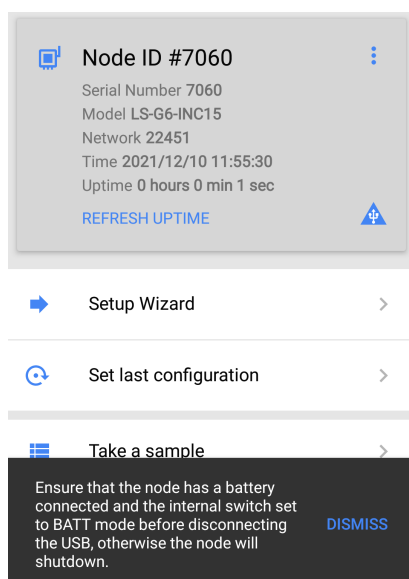 Node ID #7060
Serial Number 7060
Model LS-G6-INC15
Network 22451
Time 2021/12/10 11:55:30
Uptime 0 hours 0 min 1 sec
REFRESH UPTIME
Setup Wizard
Set last configuration
Take a sample
Ensure that the node has a battery
connected and the internal switch set
to BATT mode before disconnecting
the USB, otherwise the node will
shutdown.
DISMISS